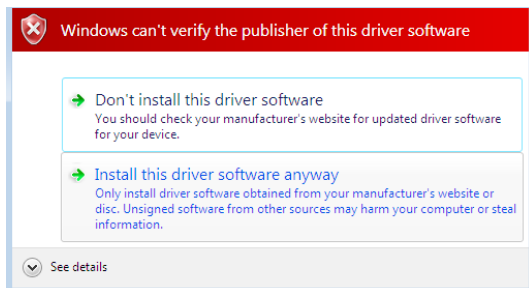 Windows can't verify the publisher of this driver software
Don't install this driver software
You should check your manufacturer's website for updated driver software
for your device.
Install this driver software anyway
Only install driver software obtained from your manufacturer's website or
disc. Unsigned software from other sources may harm your computer or steal
information.
See details